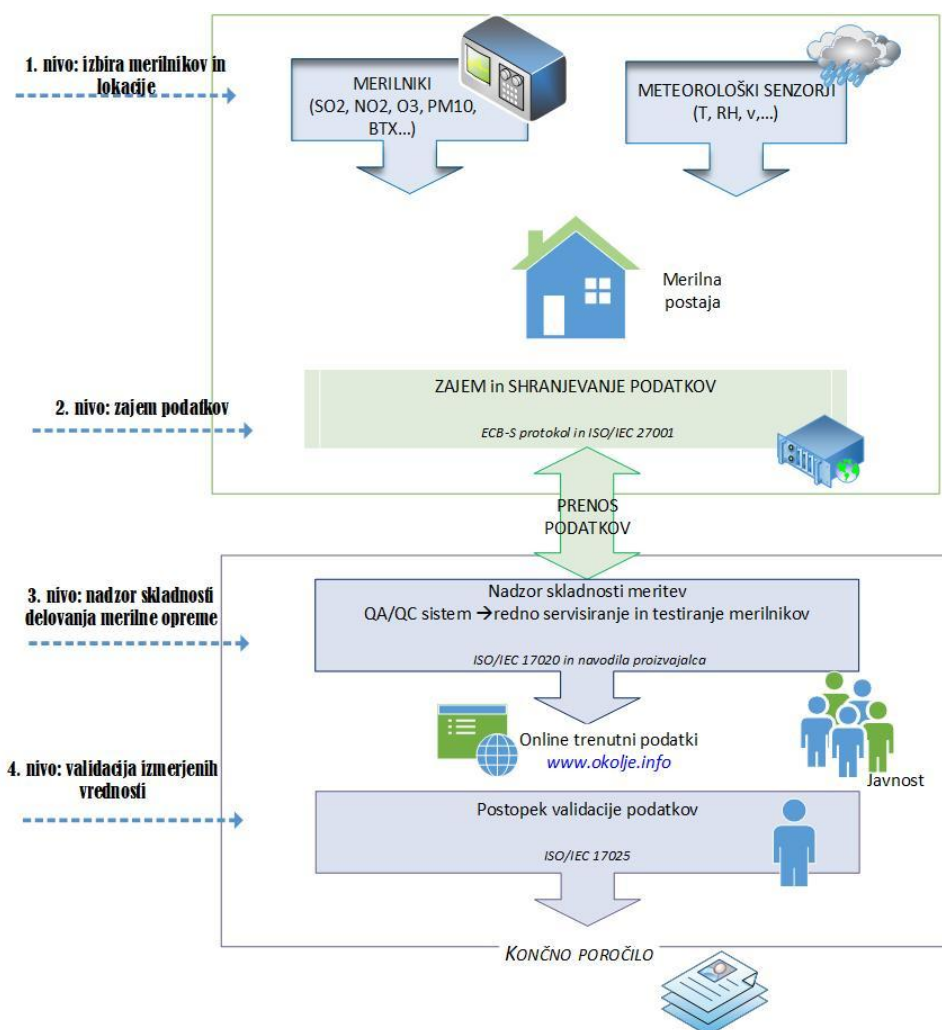 1. nivo: izbira merilnikov in
lokacije
MERILNIKI
(SO2, NO2, O3, PM10,
BTX...)
METEOROLOŠKI SENZORJI
(T, RH, v,...)
Merilna
postaja
2. nivo: zajem podatkov
ZAJEM in SHRANJEVANJE PODATKOV
ECB-S protokol in ISO/IEC 27001
PRENOS
PODATKOV
3. nivo: nadzor skladnosti
delovanja merilne opreme
Nadzor skladnosti meritev
QA/QC sistem →redno servisiranje in testiranje merilnikov
ISO/IEC 17020 in navodila proizvajalca
Online trenutni podatki
www.okolje.info
Javnost
4. nivo: validacija izmerjenih
vrednosti
Postopek validacije podatkov
ISO/IEC 17025
KONČNO POROČILO